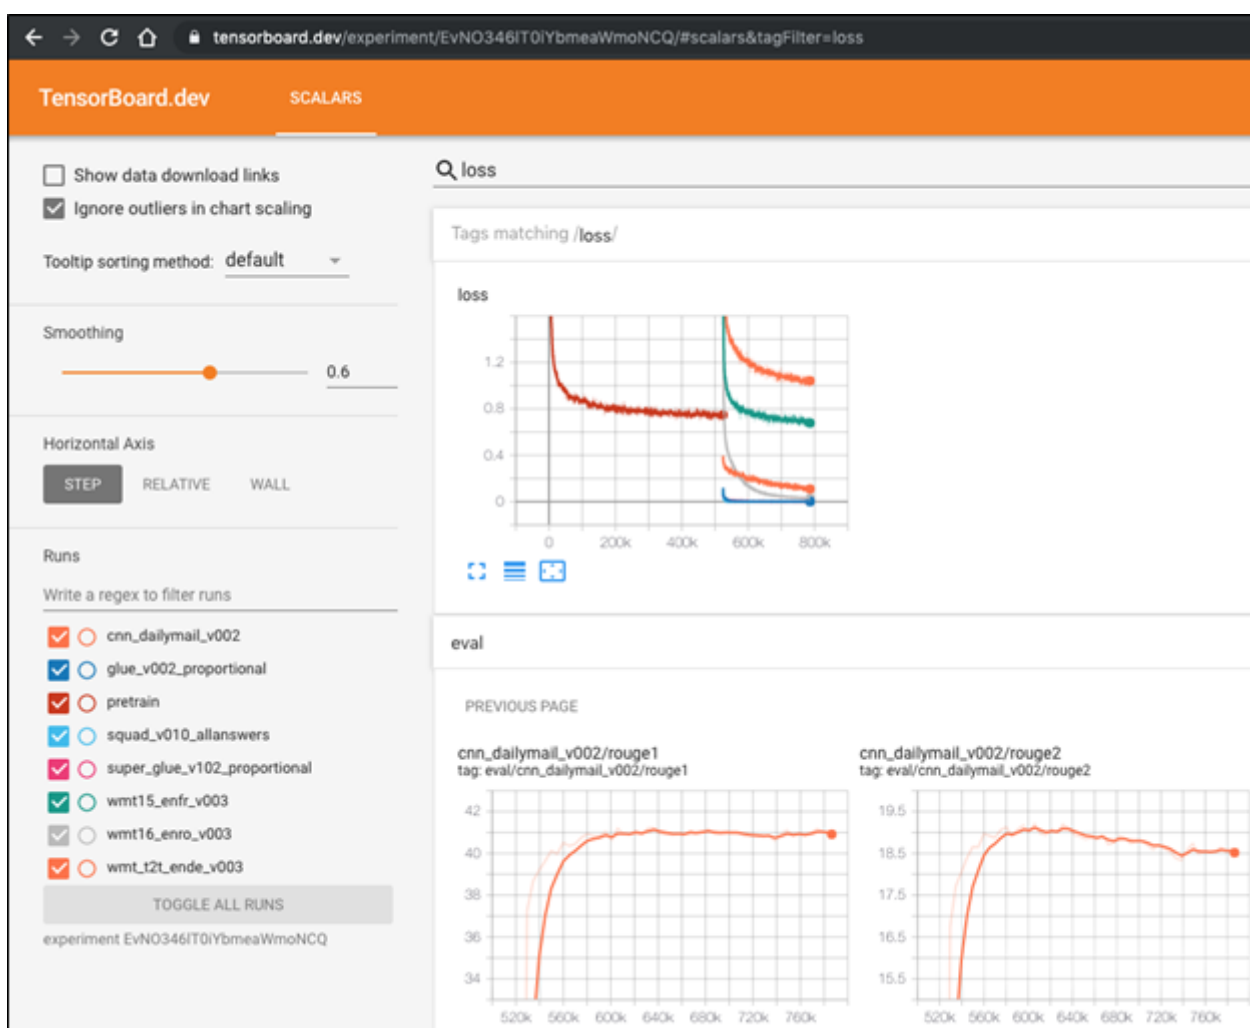 tensorboard.dev/experiment/EvNO346IT0iYbmeaWmoNCQ/#scalars&tagFilter=loss
TensorBoard.dev SCALARS
Show data download links
Ignore outliers in chart scaling
Tooltip sorting method: default
Smoothing
0.6
Horizontal Axis
STEP RELATIVE WALL
Runs
Write a regex to filter runs
cnn_dailymail_v002
glue_v002_proportional
pretrain
squad_v010_allanswers
super_glue_v102_proportional
wmt15_enfr_v003
wmt16_enro_v003
wmt_t2t_ende_v003
TOGGLE ALL RUNS
experiment EvNO346IT0iYbmeaWmoNCQ
loss
Tags matching /loss/
loss
1.2
0.8
0.4
0
0 200k 400k 600k 800k
eval
PREVIOUS PAGE
cnn_dailymail_v002/rouge1
tag: eval/cnn_dailymail_v002/rouge1
42
40
38
36
34
520k 560k 600k 640k 680k 720k 760k
cnn_dailymail_v002/rouge2
tag: eval/cnn_dailymail_v002/rouge2
19.5
18.5
17.5
16.5
15.5
520k 560k 600k 640k 680k 720k 760k